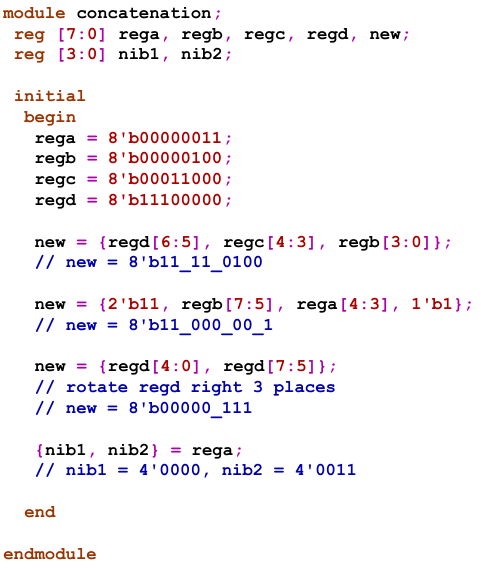 module concatenation;
reg [7:0] rega, regb, regc, regd, new;
reg [3:0] nib1, nib2;
initial
begin
rega = 8'b00000011;
regb = 8'b00000100;
regc = 8'b00011000;
regd = 8'b11100000;
new = {regd[6:5], regc[4:3], regb[3:0]};
// new = 8'b11_11_0100
new = {2'b11, regb[7:5], rega[4:3], 1'b1};
// new = 8'b11_000_00_1
new = {regd[4:0], regd[7:5]};
// rotate regd right 3 places
// new = 8'b00000_111
{nib1, nib2} = rega;
// nib1 = 4'0000, nib2 = 4'0011
end
endmodule